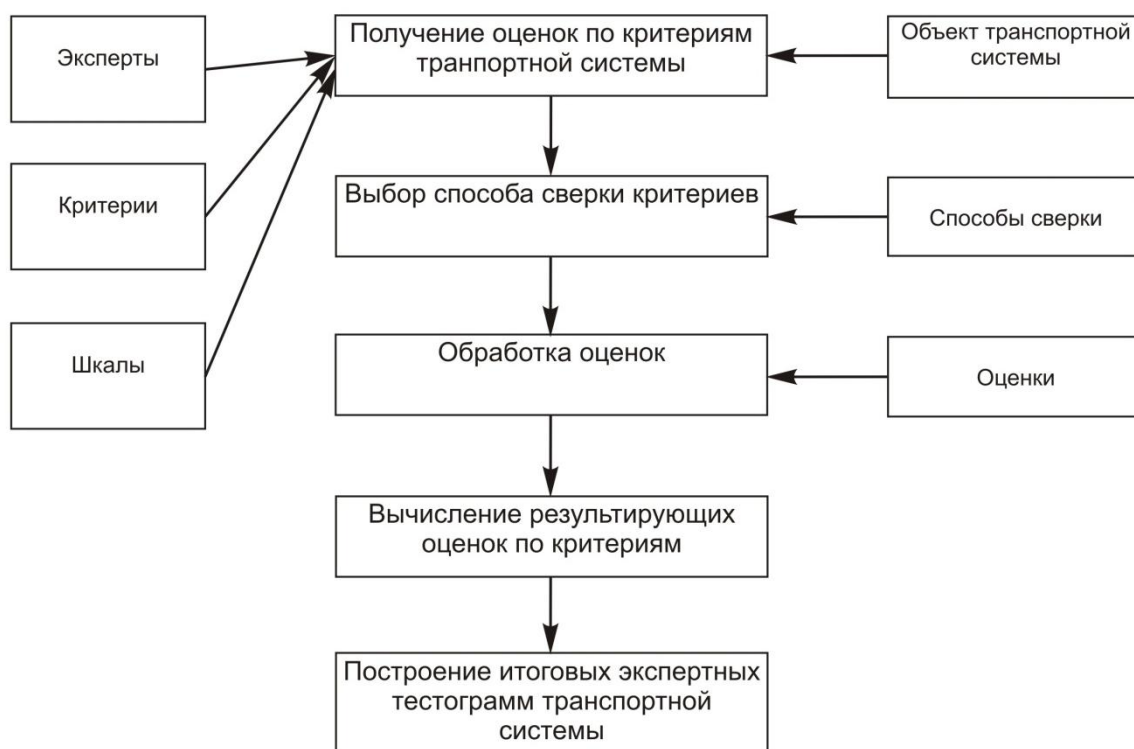 Эксперты
Получение оценок по критериям
транпортной системы
Объект транспортной
системы
Критерии
Выбор способа сверки критериев
Способы сверки
Шкалы
Обработка оценок
Оценки
Вычисление результирующих
оценок по критериям
Построение итоговых экспертных
тестограмм транспортной
системы